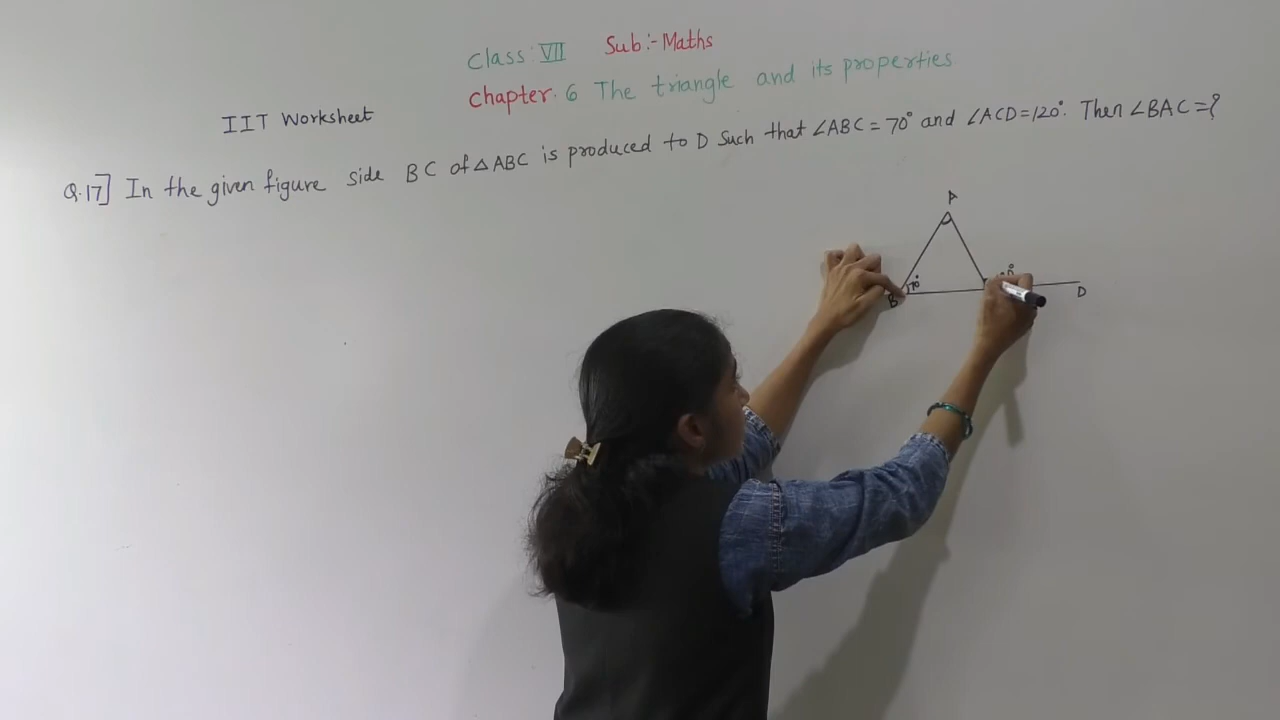 Class: VII Sub:- Maths
Chapter. 6 The triangle and its properties
IIT Worksheet
Q.17] In the given figure side BC of △ABC is produced to D Such that ∠ABC = 70° and ∠ACD=120°. Then ∠BAC=?
A
70°
B
D